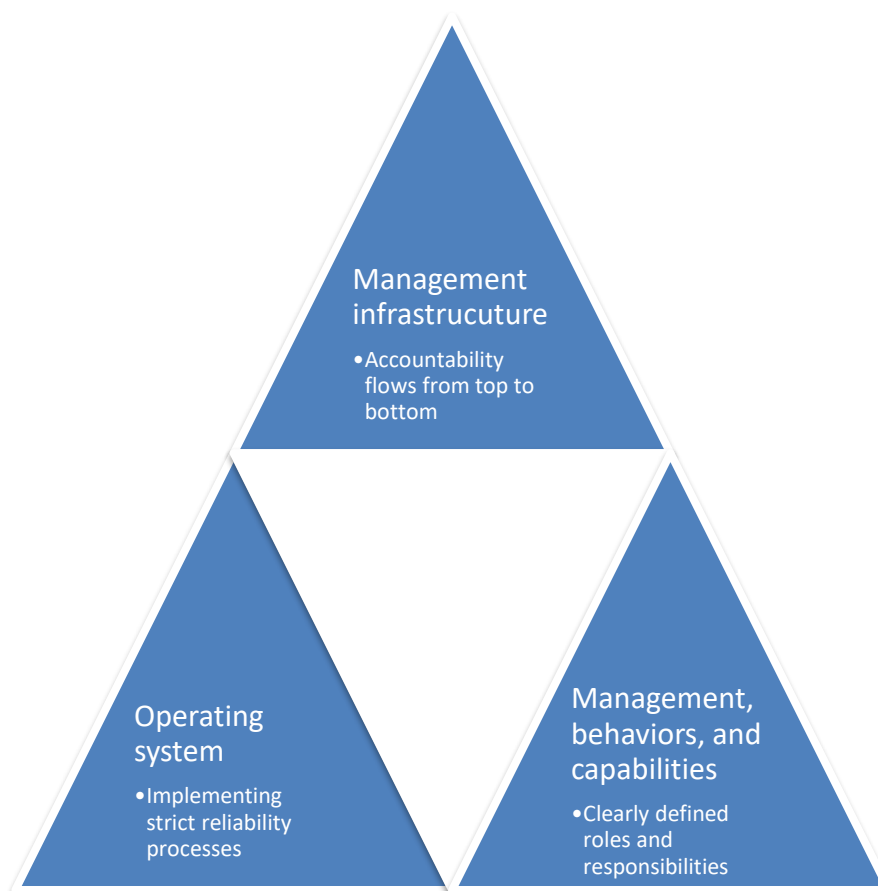 Management
infrastrucuture
•Accountability
flows from top to
bottom
Operating
system
•Implementing
strict reliability
processes
Management,
behaviors, and
capabilities
•Clearly defined
roles and
responsibilities